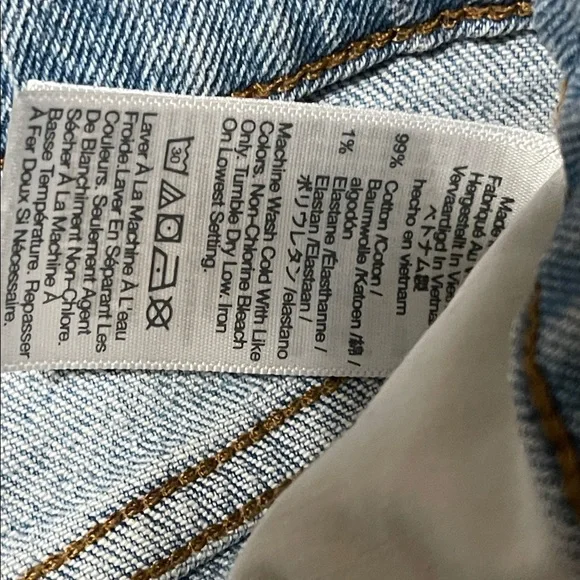 Made
Fabriqué Au V
Hergestellt In Vie
Vervaardigd In Vietna
ベトナム製
hecho en vietnam
99% Cotton /Coton /
Baumwolle /Katoen /綿/
algodón
1% Elastane /Elasthanne /
Elastan /Elastaan/
ポリウレタン/elastano
Machine Wash Cold With Like
Colors. Non-Chlorine Bleach
Only. Tumble Dry Low. Iron
On Lowest Setting.
30
Laver À La Machine À L'eau
Froide.Laver En Séparant Les
Couleurs. Seulement Agent
De Blanchiment Non-Chlore.
Sécher À La Machine À
Basse Température. Repasser
À Fer Doux Si Nécessaire.